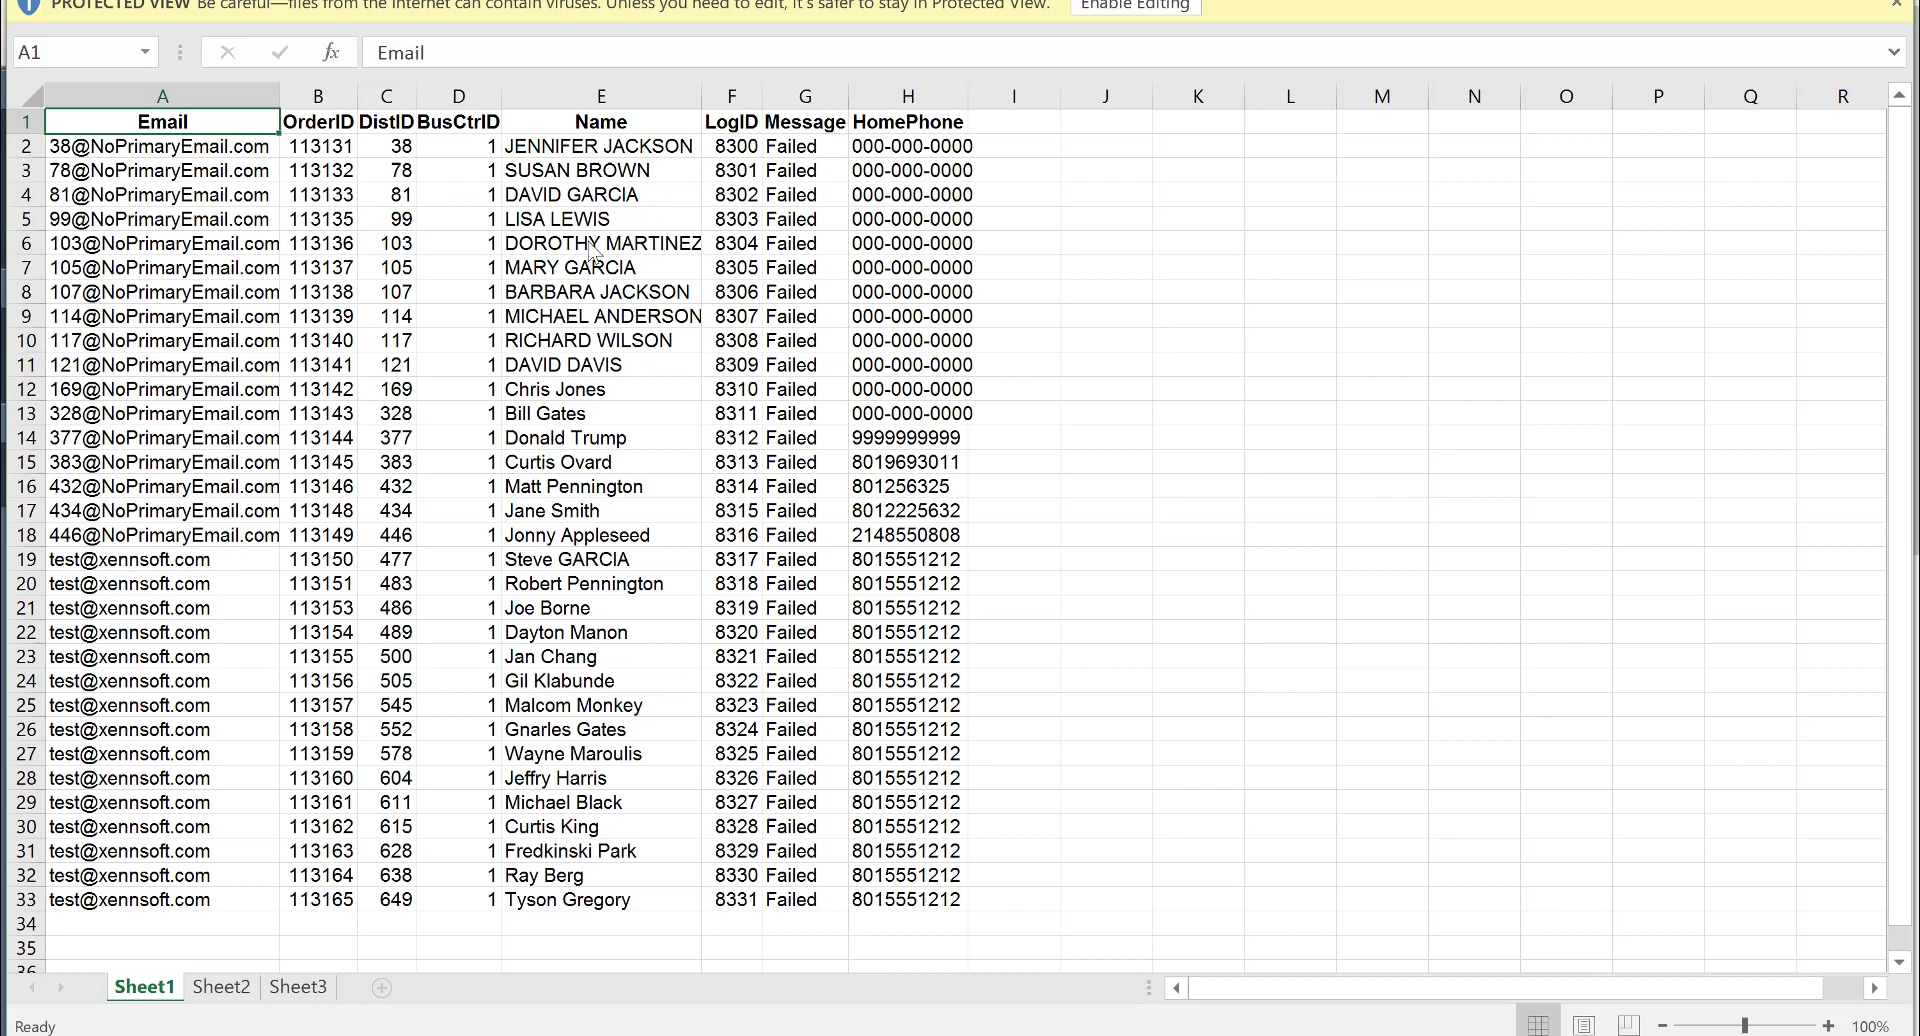 PROTECTED VIEW Be careful—files from the Internet can contain viruses. Unless you need to edit, it's safer to stay in Protected View. Enable Editing
A1 fx Email
A B C D E F G H I J K L M N O P Q R
1 Email OrderID DistID BusCtrID Name LogID Message HomePhone
2 38@NoPrimaryEmail.com 113131 38 1 JENNIFER JACKSON 8300 Failed 000-000-0000
3 78@NoPrimaryEmail.com 113132 78 1 SUSAN BROWN 8301 Failed 000-000-0000
4 81@NoPrimaryEmail.com 113133 81 1 DAVID GARCIA 8302 Failed 000-000-0000
5 99@NoPrimaryEmail.com 113135 99 1 LISA LEWIS 8303 Failed 000-000-0000
6 103@NoPrimaryEmail.com 113136 103 1 DOROTHY MARTINEZ 8304 Failed 000-000-0000
7 105@NoPrimaryEmail.com 113137 105 1 MARY GARCIA 8305 Failed 000-000-0000
8 107@NoPrimaryEmail.com 113138 107 1 BARBARA JACKSON 8306 Failed 000-000-0000
9 114@NoPrimaryEmail.com 113139 114 1 MICHAEL ANDERSON 8307 Failed 000-000-0000
10 117@NoPrimaryEmail.com 113140 117 1 RICHARD WILSON 8308 Failed 000-000-0000
11 121@NoPrimaryEmail.com 113141 121 1 DAVID DAVIS 8309 Failed 000-000-0000
12 169@NoPrimaryEmail.com 113142 169 1 Chris Jones 8310 Failed 000-000-0000
13 328@NoPrimaryEmail.com 113143 328 1 Bill Gates 8311 Failed 000-000-0000
14 377@NoPrimaryEmail.com 113144 377 1 Donald Trump 8312 Failed 9999999999
15 383@NoPrimaryEmail.com 113145 383 1 Curtis Ovard 8313 Failed 8019693011
16 432@NoPrimaryEmail.com 113146 432 1 Matt Pennington 8314 Failed 801256325
17 434@NoPrimaryEmail.com 113148 434 1 Jane Smith 8315 Failed 8012225632
18 446@NoPrimaryEmail.com 113149 446 1 Jonny Appleseed 8316 Failed 2148550808
19 test@xennsoft.com 113150 477 1 Steve GARCIA 8317 Failed 8015551212
20 test@xennsoft.com 113151 483 1 Robert Pennington 8318 Failed 8015551212
21 test@xennsoft.com 113153 486 1 Joe Borne 8319 Failed 8015551212
22 test@xennsoft.com 113154 489 1 Dayton Manon 8320 Failed 8015551212
23 test@xennsoft.com 113155 500 1 Jan Chang 8321 Failed 8015551212
24 test@xennsoft.com 113156 505 1 Gil Klabunde 8322 Failed 8015551212
25 test@xennsoft.com 113157 545 1 Malcom Monkey 8323 Failed 8015551212
26 test@xennsoft.com 113158 552 1 Gnarles Gates 8324 Failed 8015551212
27 test@xennsoft.com 113159 578 1 Wayne Maroulis 8325 Failed 8015551212
28 test@xennsoft.com 113160 604 1 Jeffry Harris 8326 Failed 8015551212
29 test@xennsoft.com 113161 611 1 Michael Black 8327 Failed 8015551212
30 test@xennsoft.com 113162 615 1 Curtis King 8328 Failed 8015551212
31 test@xennsoft.com 113163 628 1 Fredkinski Park 8329 Failed 8015551212
32 test@xennsoft.com 113164 638 1 Ray Berg 8330 Failed 8015551212
33 test@xennsoft.com 113165 649 1 Tyson Gregory 8331 Failed 8015551212
34
35
36
Sheet1 Sheet2 Sheet3
Ready 100%